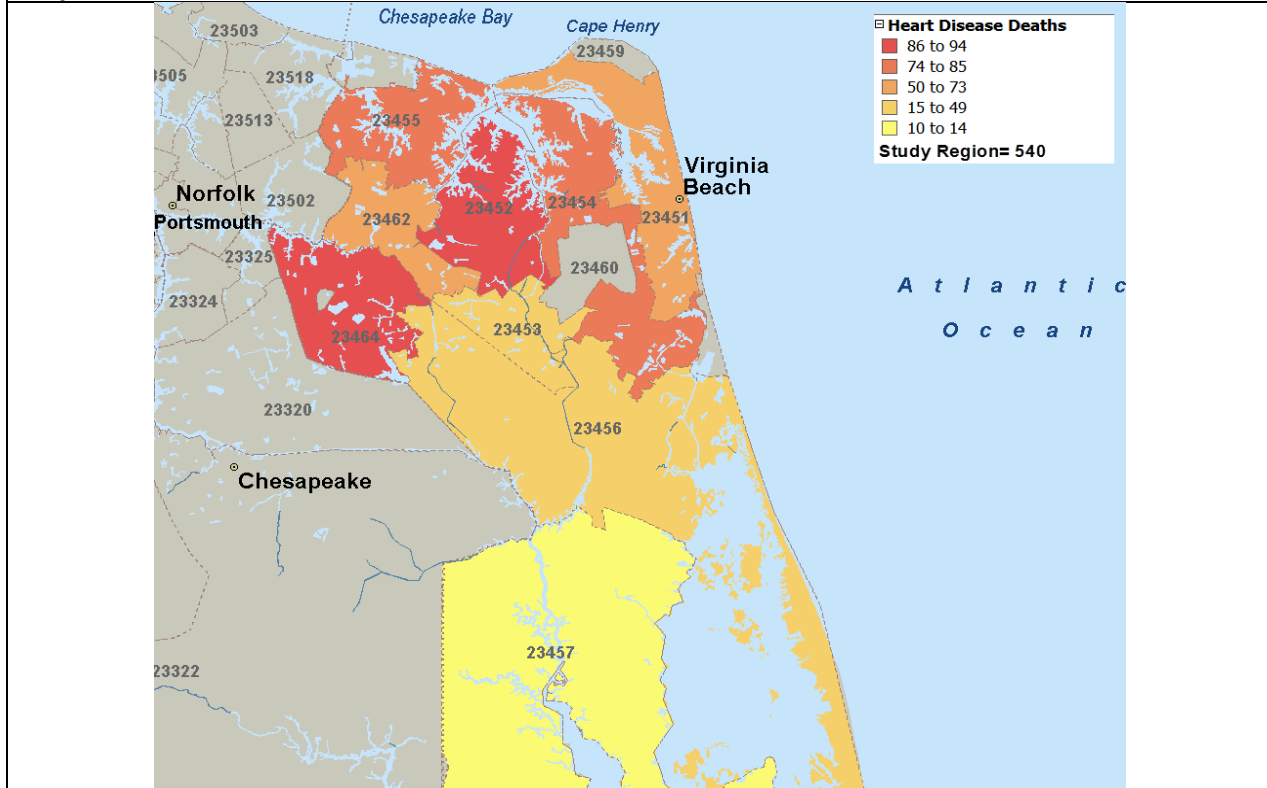 Chesapeake Bay
Cape Henry
Heart Disease Deaths
86 to 94
74 to 85
50 to 73
15 to 49
10 to 14
Study Region= 540
23503
23459
23518
23455
23513
Virginia
Beach
Norfolk
Portsmouth
23502
23462
23452
23454
23451
23325
23460
23324
23464
23453
Atlantic
Ocean
23320
23456
Chesapeake
23457
23322